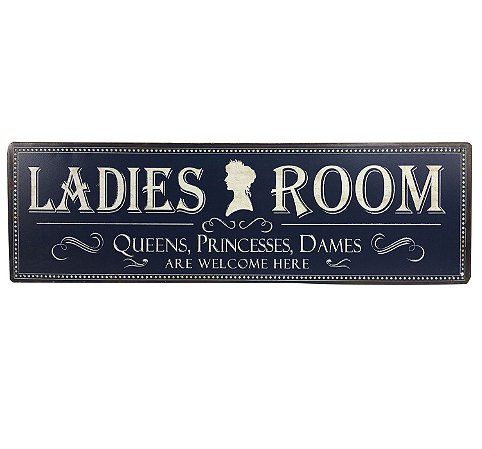 LADIES ROOM
QUEENS, PRINCESSES, DAMES
ARE WELCOME HERE